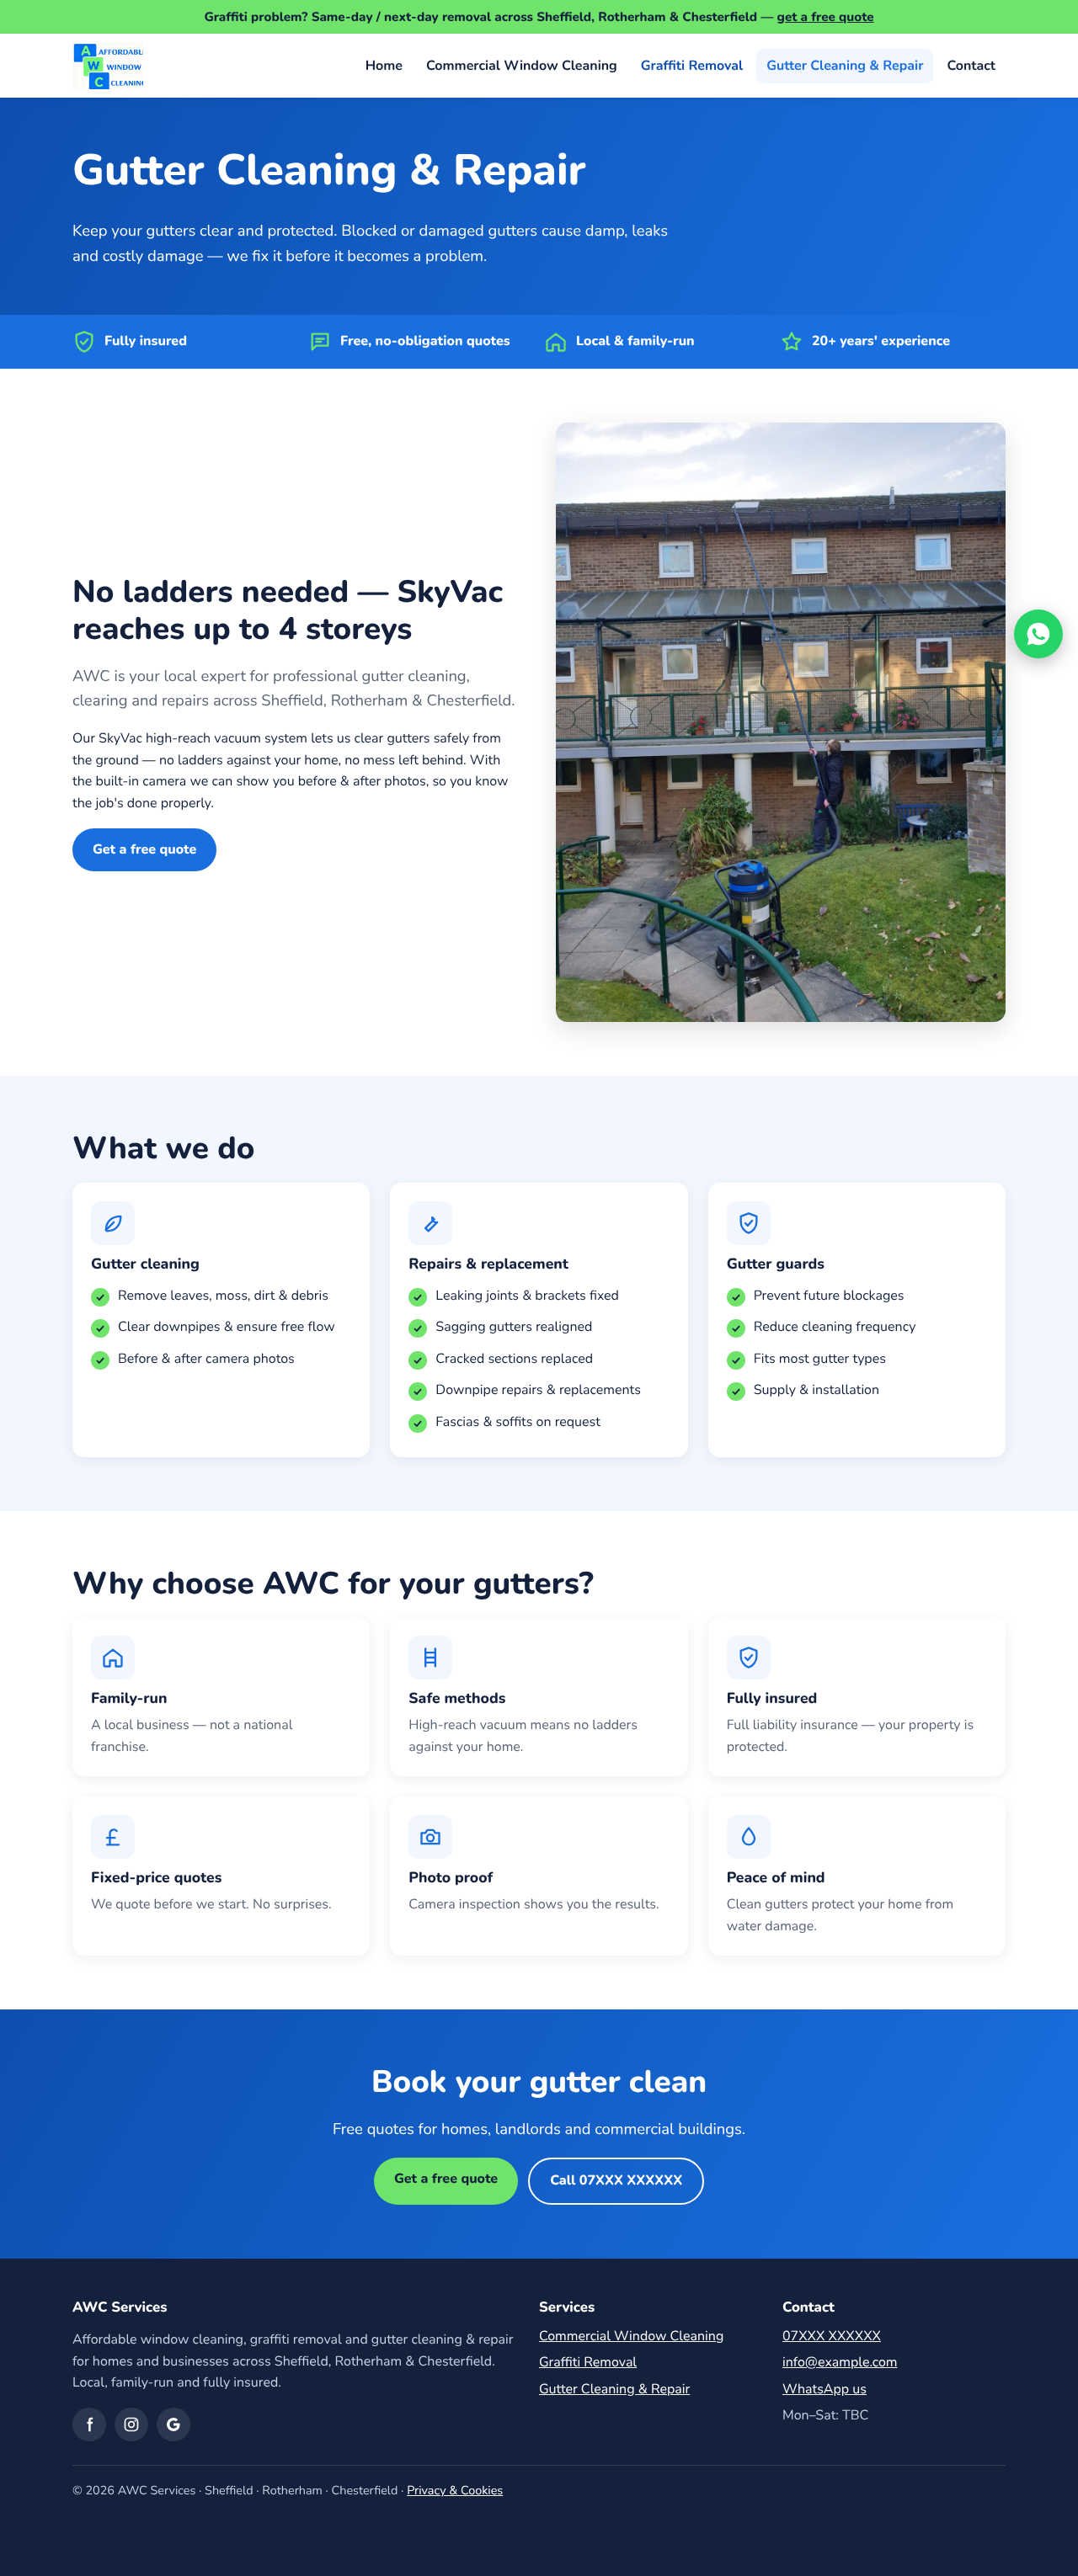 Graffiti problem? Same-day / next-day removal across Sheffield, Rotherham & Chesterfield — get a free quote
A AFFORDABL
W WINDOW
C CLEANING
Home
Commercial Window Cleaning
Graffiti Removal
Gutter Cleaning & Repair
Contact
Gutter Cleaning & Repair
Keep your gutters clear and protected. Blocked or damaged gutters cause damp, leaks
and costly damage — we fix it before it becomes a problem.
Fully insured
Free, no-obligation quotes
Local & family-run
20+ years' experience
No ladders needed — SkyVac
reaches up to 4 storeys
AWC is your local expert for professional gutter cleaning,
clearing and repairs across Sheffield, Rotherham & Chesterfield.
Our SkyVac high-reach vacuum system lets us clear gutters safely from
the ground — no ladders against your home, no mess left behind. With
the built-in camera we can show you before & after photos, so you know
the job's done properly.
Get a free quote
What we do
Gutter cleaning
Remove leaves, moss, dirt & debris
Clear downpipes & ensure free flow
Before & after camera photos
Repairs & replacement
Leaking joints & brackets fixed
Sagging gutters realigned
Cracked sections replaced
Downpipe repairs & replacements
Fascias & soffits on request
Gutter guards
Prevent future blockages
Reduce cleaning frequency
Fits most gutter types
Supply & installation
Why choose AWC for your gutters?
Family-run
A local business — not a national
franchise.
Safe methods
High-reach vacuum means no ladders
against your home.
Fully insured
Full liability insurance — your property is
protected.
£
Fixed-price quotes
We quote before we start. No surprises.
Photo proof
Camera inspection shows you the results.
Peace of mind
Clean gutters protect your home from
water damage.
Book your gutter clean
Free quotes for homes, landlords and commercial buildings.
Get a free quote
Call 07XXX XXXXXX
AWC Services
Affordable window cleaning, graffiti removal and gutter cleaning & repair
for homes and businesses across Sheffield, Rotherham & Chesterfield.
Local, family-run and fully insured.
f
G
Services
Commercial Window Cleaning
Graffiti Removal
Gutter Cleaning & Repair
Contact
07XXX XXXXXX
info@example.com
WhatsApp us
Mon–Sat: TBC
© 2026 AWC Services · Sheffield · Rotherham · Chesterfield · Privacy & Cookies